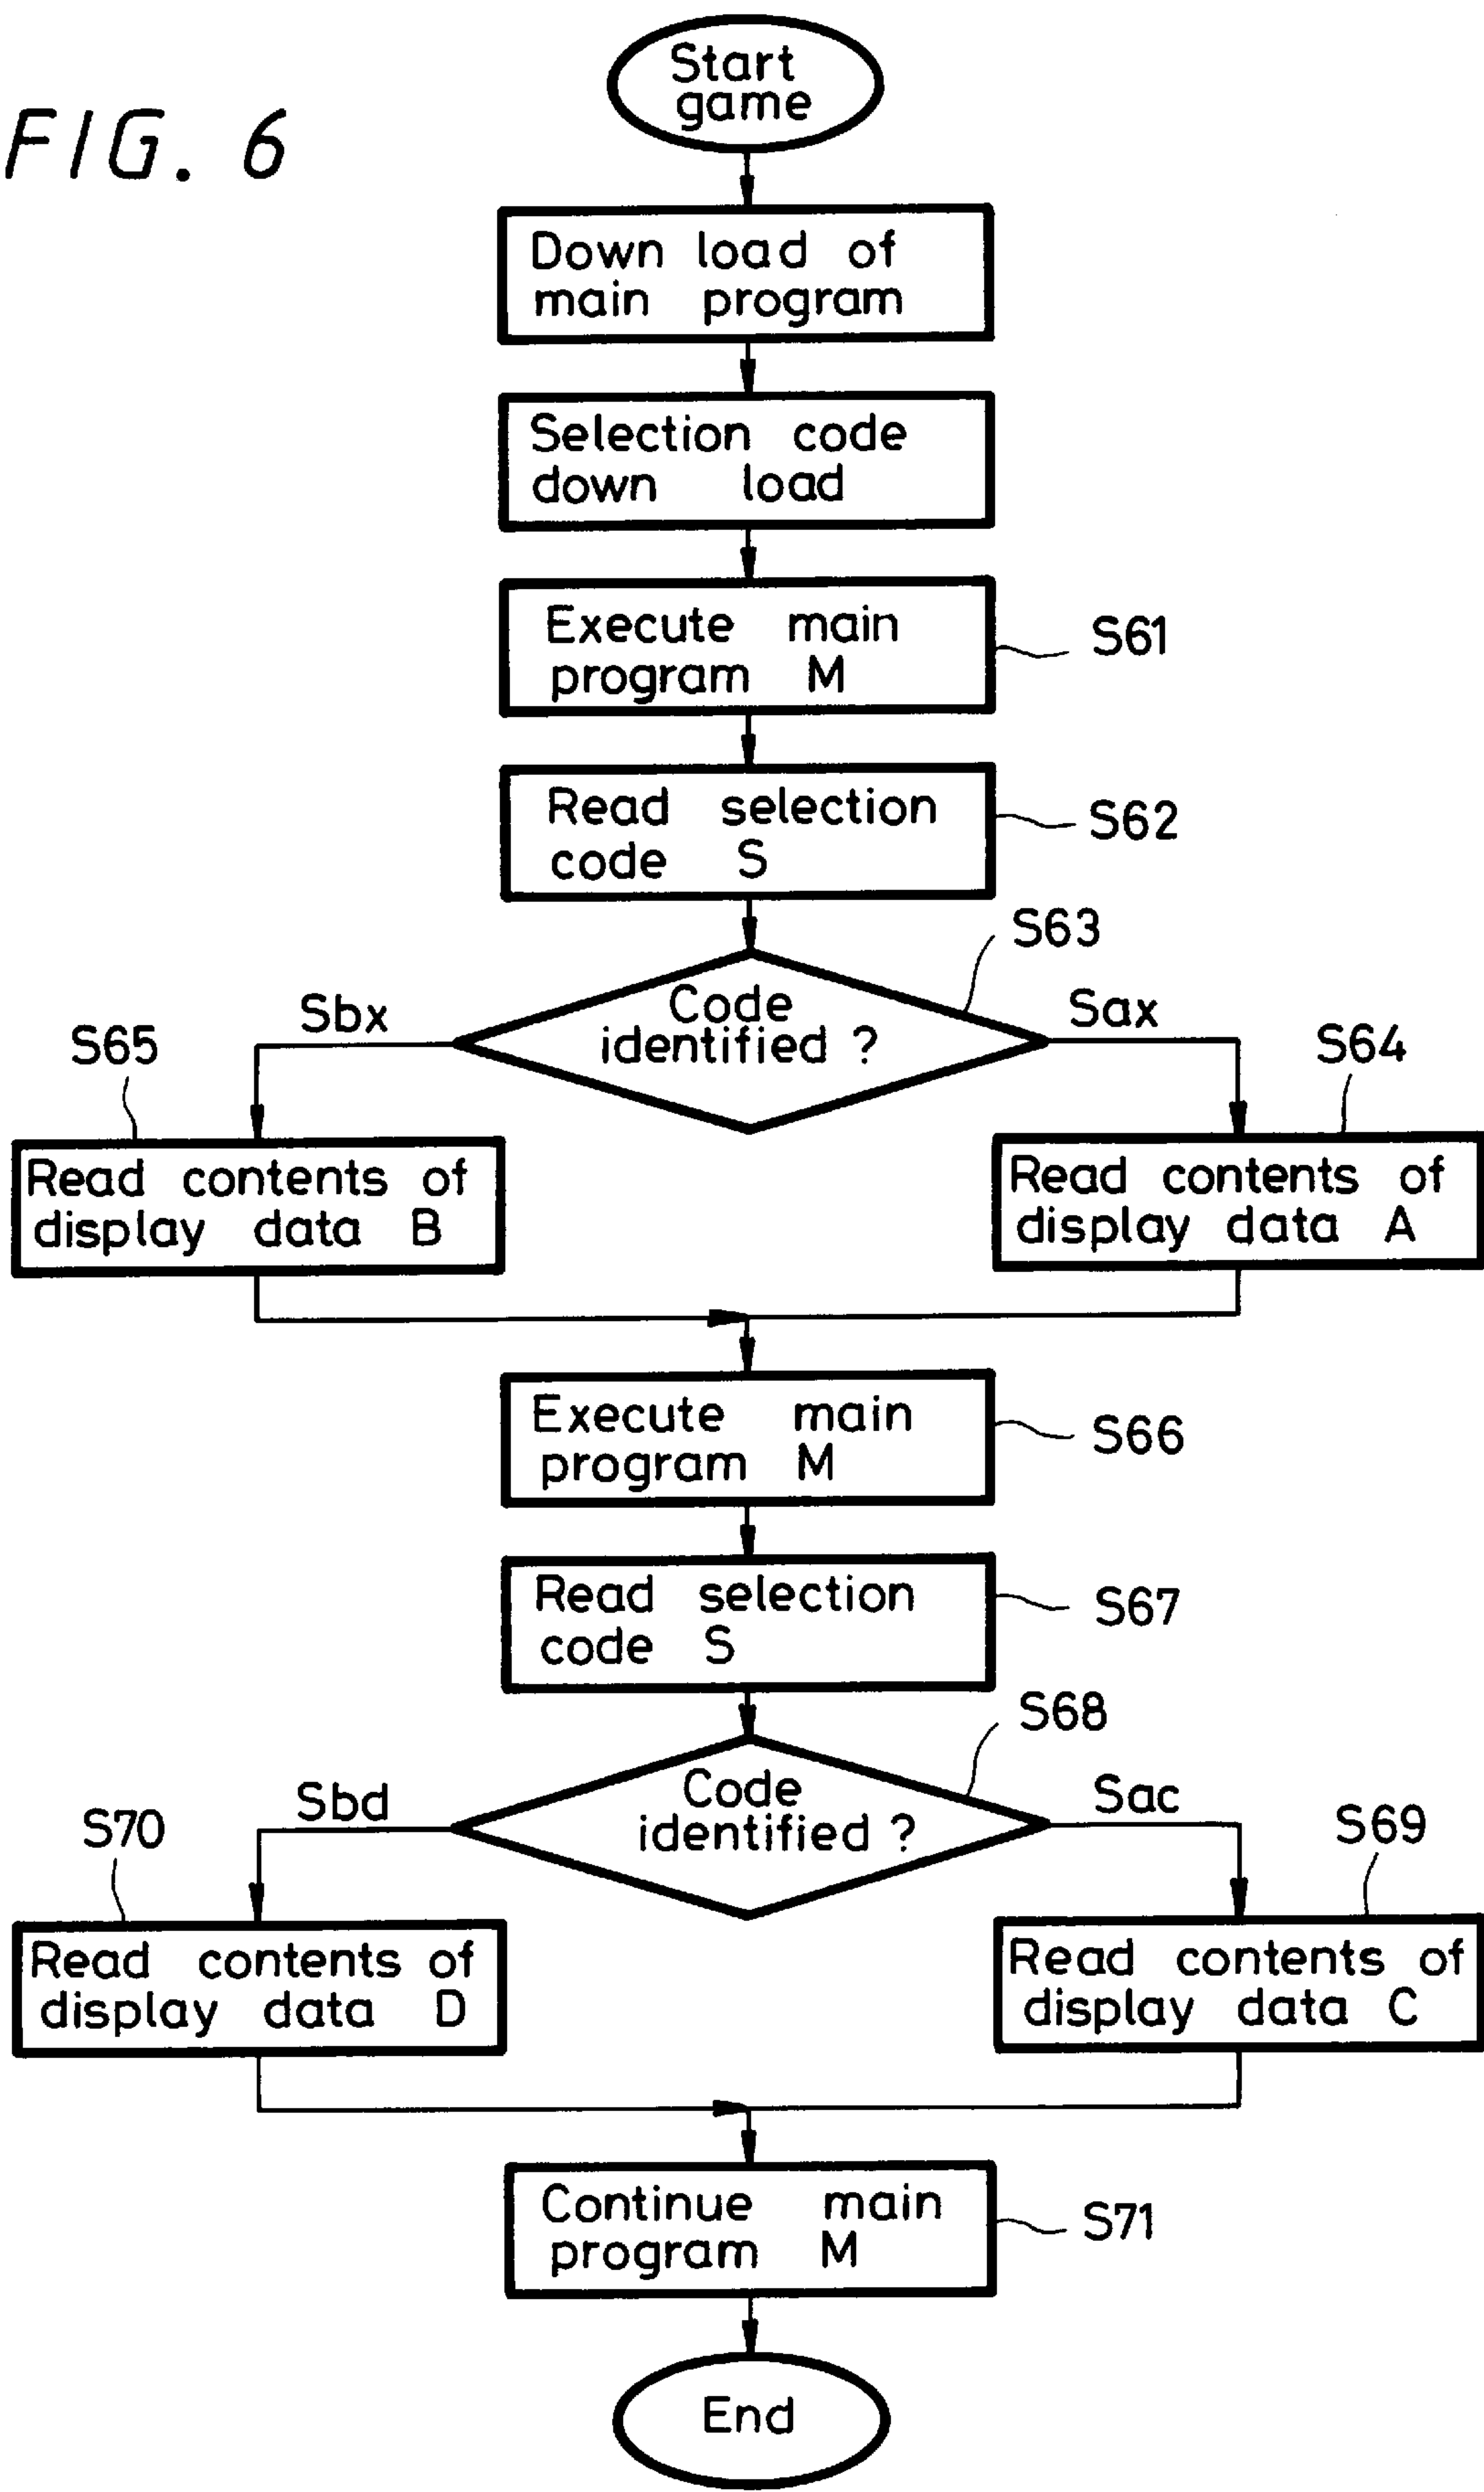 FIG. 6
Start
game
Down load of
main program
Selection code
down load
Execute main
program M
S61
Read selection
code S
S62
S63
Code
identified ?
Sbx
Sax
S65
S64
Read contents of
display data B
Read contents of
display data A
Execute main
program M
S66
Read selection
code S
S67
S68
Code
identified ?
Sbd
Sac
S70
S69
Read contents of
display data D
Read contents of
display data C
Continue main
program M
S71
End